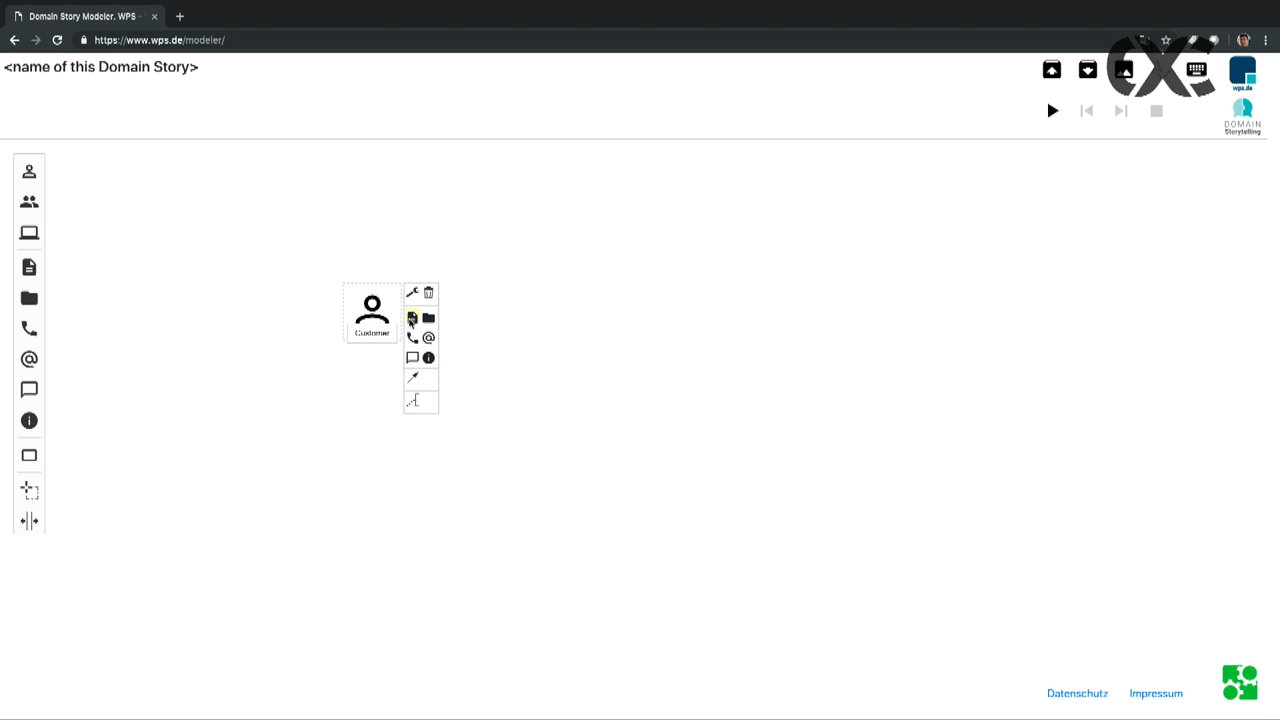 Domain Story Modeler. WPS -
https://www.wps.de/modeler/
<name of this Domain Story>
wps.de
DOMAIN
Storytelling
Customer
Datenschutz
Impressum